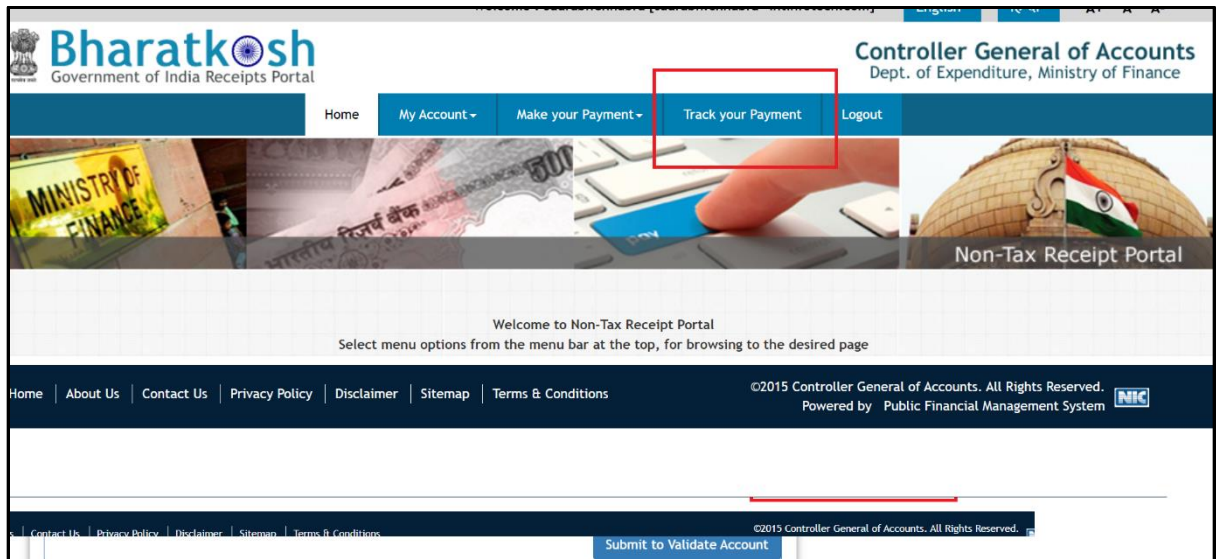 English
A
Bharatkosh
Government of India Receipts Portal
Controller General of Accounts
Dept. of Expenditure, Ministry of Finance
Home My Account Make your Payment Track your Payment Logout
MINISTRY OF
FINANCE
500
भारतीय रिज़र्व बैंक
pay
Non-Tax Receipt Portal
Welcome to Non-Tax Receipt Portal
Select menu options from the menu bar at the top, for browsing to the desired page
Home | About Us | Contact Us | Privacy Policy | Disclaimer | Sitemap | Terms & Conditions
©2015 Controller General of Accounts. All Rights Reserved.
Powered by Public Financial Management System
NIC
s | Contact Us | Privacy Policy | Disclaimer | Sitemap | Terms & Conditions
©2015 Controller General of Accounts. All Rights Reserved.
Submit to Validate Account